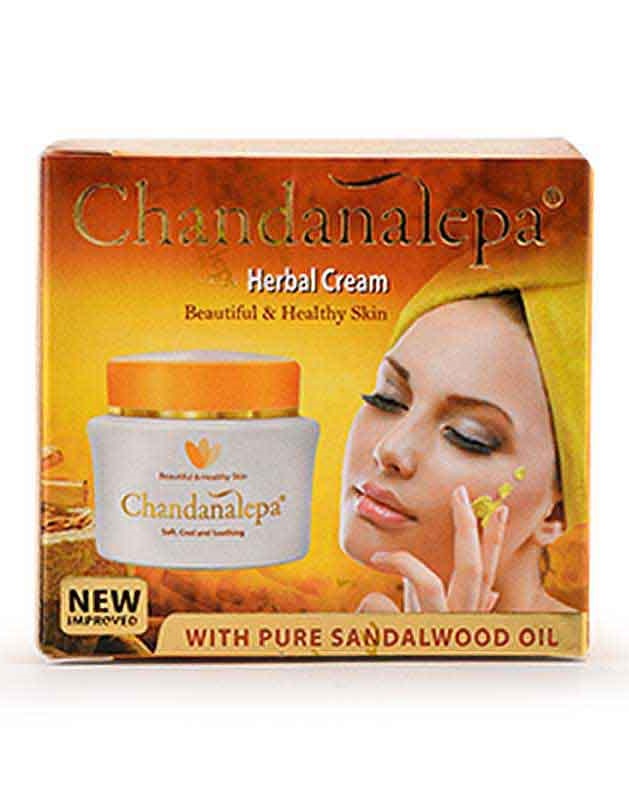 Chandanalepa®
Herbal Cream
Beautiful & Healthy Skin
Beautiful & Healthy Skin
Chandanalepa®
Soft, Cool and Soothing
NEW
IMPROVED
WITH PURE SANDALWOOD OIL